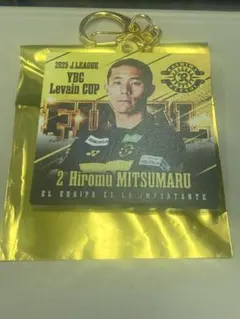 2025 J.LEAGUE
YBC
Levain CUP
FINAL
2 Hiromu MITSUMARU
EL EQUIPO ES LO IMPORTANTE